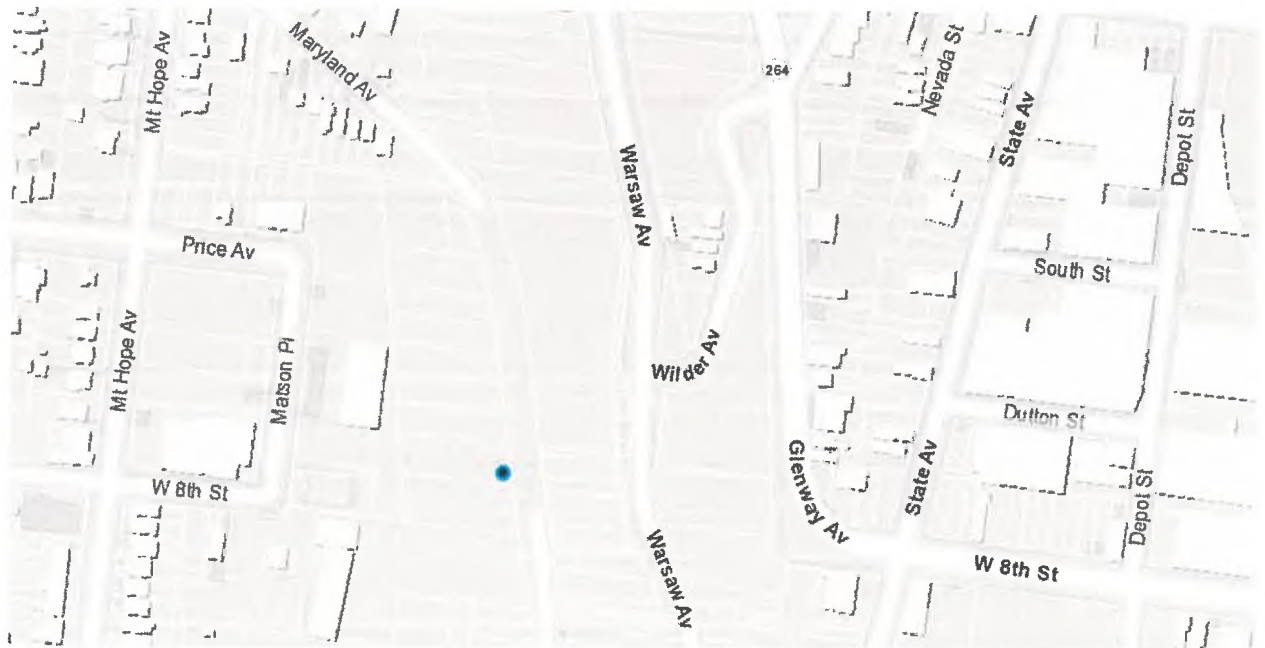 Mt Hope Av
Maryland Av
264
Nevada St
State Av
Depot St
Warsaw Av
Price Av
South St
Mt Hope Av
Matson Pl
Wilder Av
Dutton St
W 8th St
Glenway Av
State Av
Depot St
Warsaw Av
W 8th St